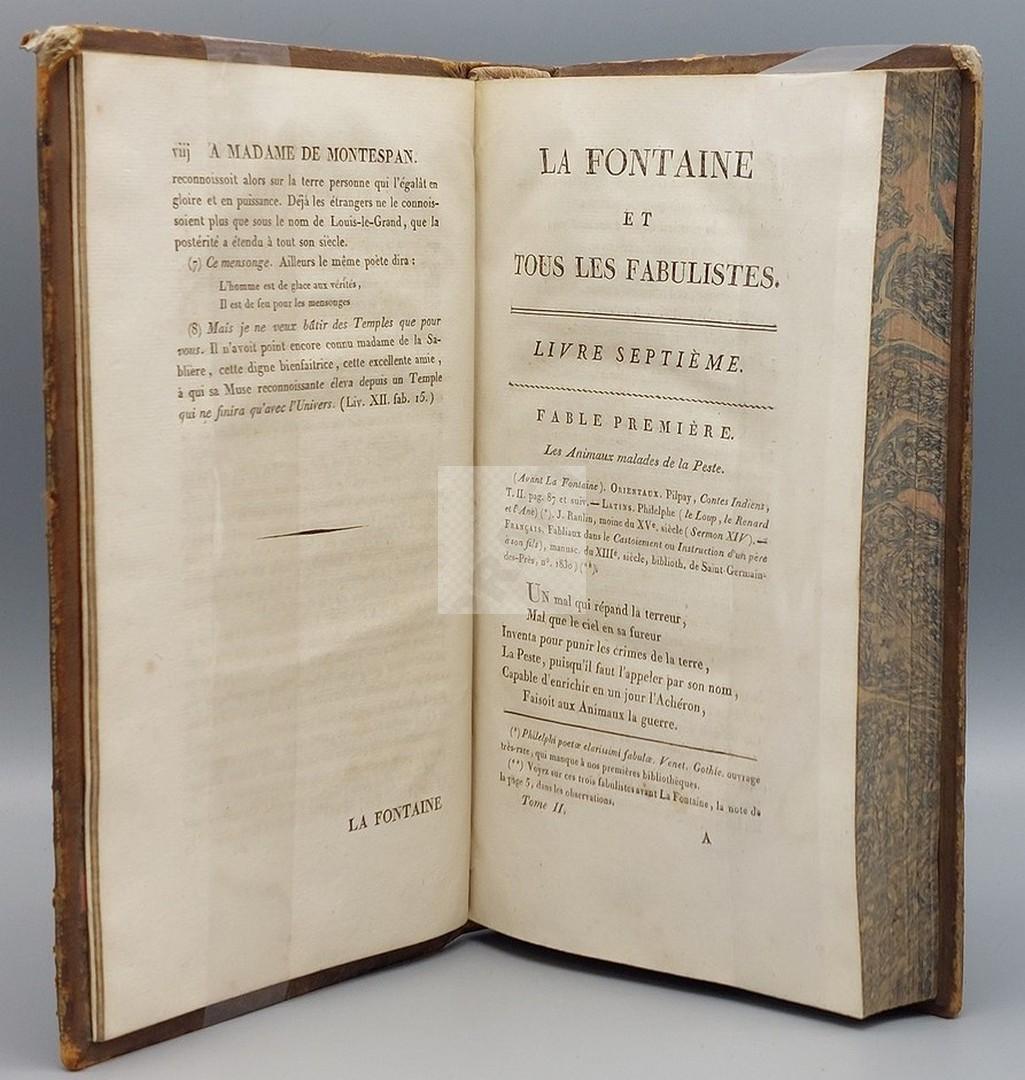 viij A MADAME DE MONTESPAN.
reconnoissoit alors sur la terre personne qui l'égalât en
gloire et en puissance. Déjà les étrangers ne le connois-
soient plus que sous le nom de Louis-le-Grand, que la
postérité a étendu à tout son siècle.
(7) Ce mensonge. Ailleurs le même poète dira :
L'homme est de glace aux vérités,
Il est de feu pour les mensonges
(8) Mais je ne veux bâtir des Temples que pour
vous. Il n'avoit point encore connu madame de la Sa-
blière, cette digne bienfaitrice, cette excellente amie,
à qui sa Muse reconnoissante éleva depuis un Temple
qui ne finira qu'avec l'Univers. (Liv. XII. fab. 15.)
LA FONTAINE
LA FONTAINE
ET
TOUS LES FABULISTES.
LIVRE SEPTIÈME.
FABLE PREMIÈRE.
Les Animaux malades de la Peste.
(Avant La Fontaine). ORIENTAUX. Pilpay, Contes Indiens,
T. II. pag. 87 et suiv. — LATINS. Philelphe (le Loup, le Renard
et l'Ane) (*). J. Raulin, moine du XVe. siècle (Sermon XIV). —
FRANÇAIS. Fabliaux dans le Castoiement ou Instruction d'un père
à son fils), manusc. du XIIIe. siècle, biblioth. de Saint-Germain-
des-Près, no. 1830) (**).
UN mal qui répand la terreur,
Mal que le ciel en sa fureur
Inventa pour punir les crimes de la terre,
La Peste, puisqu'il faut l'appeler par son nom,
Capable d'enrichir en un jour l'Achéron,
Faisoit aux Animaux la guerre.
(*) Philelphi poetæ clarissimi fabulæ. Venet. Gothic. ouvrage
très-rare, qui manque à nos premières bibliothèques.
(**) Voyez sur ces trois fabulistes avant La Fontaine, la note de
la page 5, dans les observations.
Tome II.
A